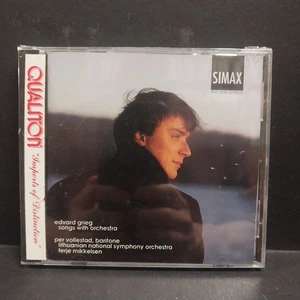 SIMAX
QUALITON
"Imports of Distinction"
edvard grieg
songs with orchestra
per vollestad, baritone
lithuanian national symphony orchestra
terje mikkelsen